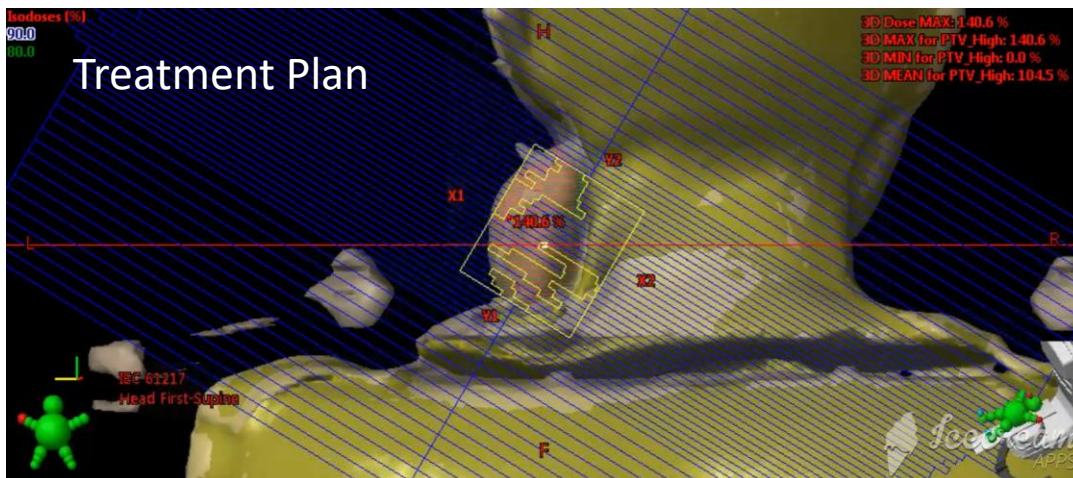 Isodoses (%)
90.0
80.0
Treatment Plan
3D Dose MAX: 140.6 %
3D MAX for PTV_High: 140.6 %
3D MIN for PTV_High: 0.0 %
3D MEAN for PTV_High: 104.5 %
H
Y2
X1
140.6 %
L
R
X2
Y1
IEC 61217
Head First-Supine
F
Icecream
APPS